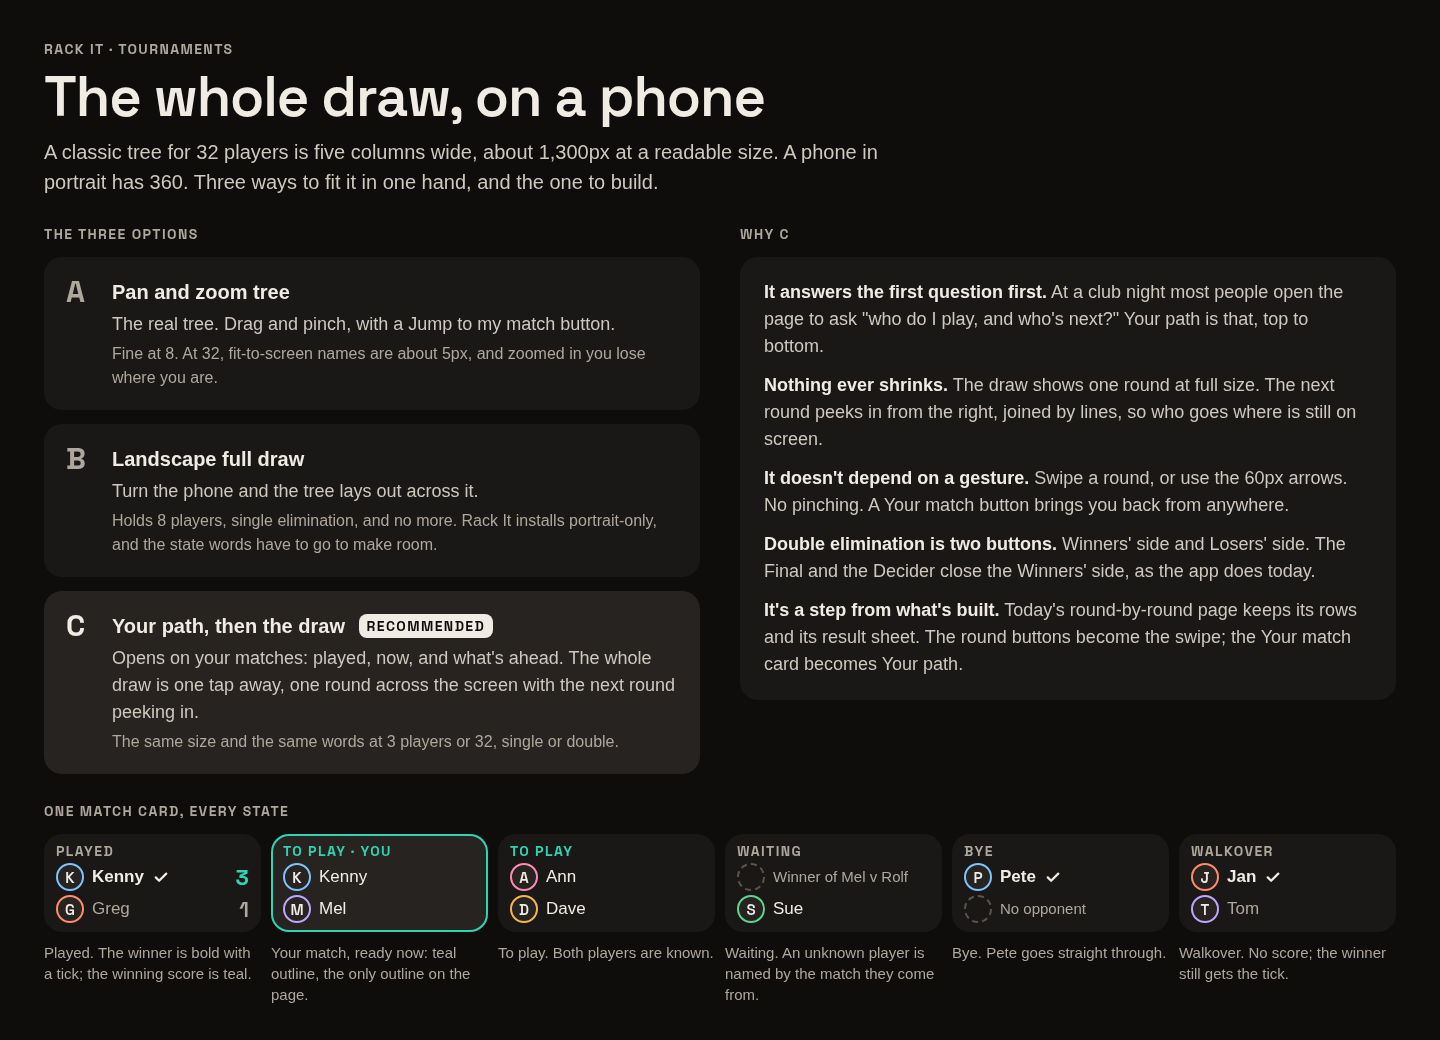 RACK IT · TOURNAMENTS
The whole draw, on a phone
A classic tree for 32 players is five columns wide, about 1,300px at a readable size. A phone in
portrait has 360. Three ways to fit it in one hand, and the one to build.
THE THREE OPTIONS
A
Pan and zoom tree
The real tree. Drag and pinch, with a Jump to my match button.
Fine at 8. At 32, fit-to-screen names are about 5px, and zoomed in you lose
where you are.
B
Landscape full draw
Turn the phone and the tree lays out across it.
Holds 8 players, single elimination, and no more. Rack It installs portrait-only,
and the state words have to go to make room.
C
Your path, then the draw RECOMMENDED
Opens on your matches: played, now, and what's ahead. The whole
draw is one tap away, one round across the screen with the next round
peeking in.
The same size and the same words at 3 players or 32, single or double.
WHY C
It answers the first question first. At a club night most people open the
page to ask "who do I play, and who's next?" Your path is that, top to
bottom.
Nothing ever shrinks. The draw shows one round at full size. The next
round peeks in from the right, joined by lines, so who goes where is still on
screen.
It doesn't depend on a gesture. Swipe a round, or use the 60px arrows.
No pinching. A Your match button brings you back from anywhere.
Double elimination is two buttons. Winners' side and Losers' side. The
Final and the Decider close the Winners' side, as the app does today.
It's a step from what's built. Today's round-by-round page keeps its rows
and its result sheet. The round buttons become the swipe; the Your match
card becomes Your path.
ONE MATCH CARD, EVERY STATE
PLAYED
K Kenny 3
G Greg 1
Played. The winner is bold with
a tick; the winning score is teal.
TO PLAY · YOU
K Kenny
M Mel
Your match, ready now: teal
outline, the only outline on the
page.
TO PLAY
A Ann
D Dave
To play. Both players are known.
WAITING
Winner of Mel v Rolf
S Sue
Waiting. An unknown player is
named by the match they come
from.
BYE
P Pete
No opponent
Bye. Pete goes straight through.
WALKOVER
J Jan
T Tom
Walkover. No score; the winner
still gets the tick.